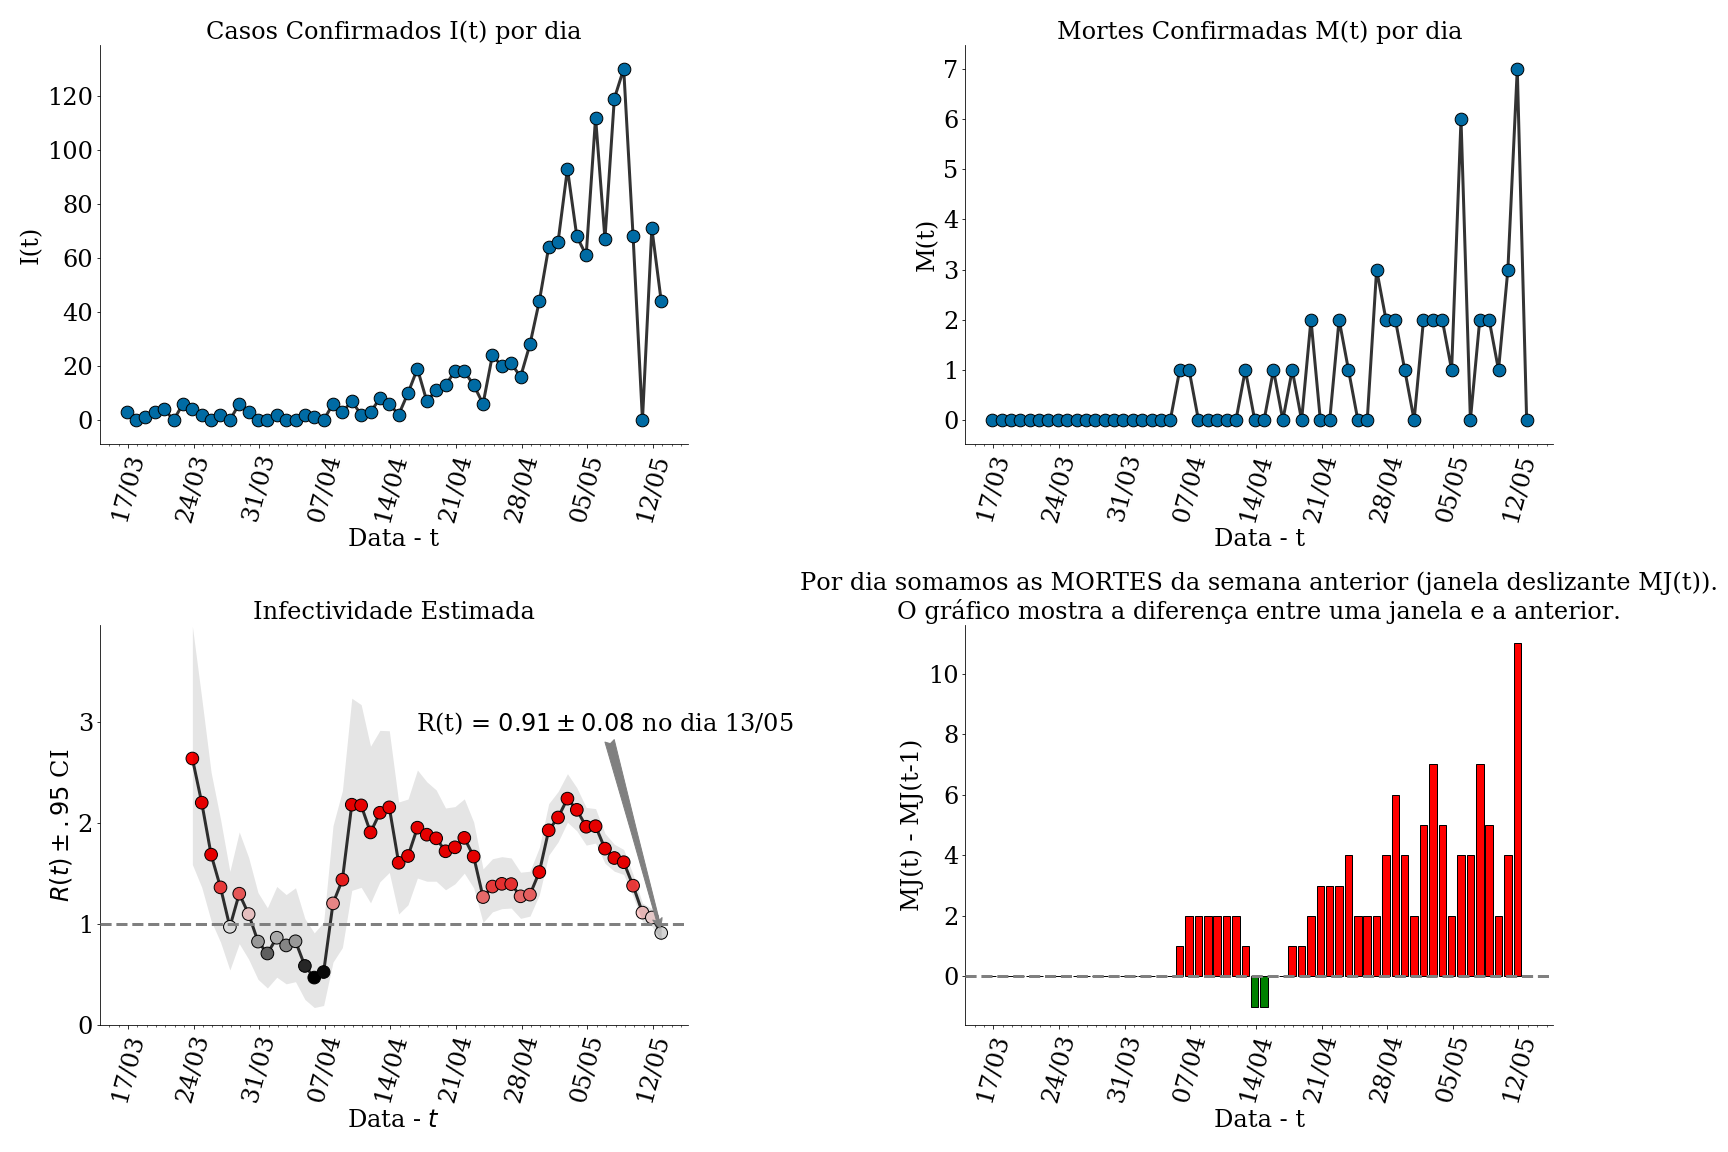 Casos Confirmados I(t) por dia
I(t)
120
100
80
60
40
20
0
17/03 24/03 31/03 07/04 14/04 21/04 28/04 05/05 12/05
Data - t
Mortes Confirmadas M(t) por dia
M(t)
7
6
5
4
3
2
1
0
17/03 24/03 31/03 07/04 14/04 21/04 28/04 05/05 12/05
Data - t
Infectividade Estimada
R(t) ± .95 CI
3
2
1
0
R(t) = 0.91 ± 0.08 no dia 13/05
17/03 24/03 31/03 07/04 14/04 21/04 28/04 05/05 12/05
Data - t
Por dia somamos as MORTES da semana anterior (janela deslizante MJ(t)).
O gráfico mostra a diferença entre uma janela e a anterior.
MJ(t) - MJ(t-1)
10
8
6
4
2
0
17/03 24/03 31/03 07/04 14/04 21/04 28/04 05/05 12/05
Data - t